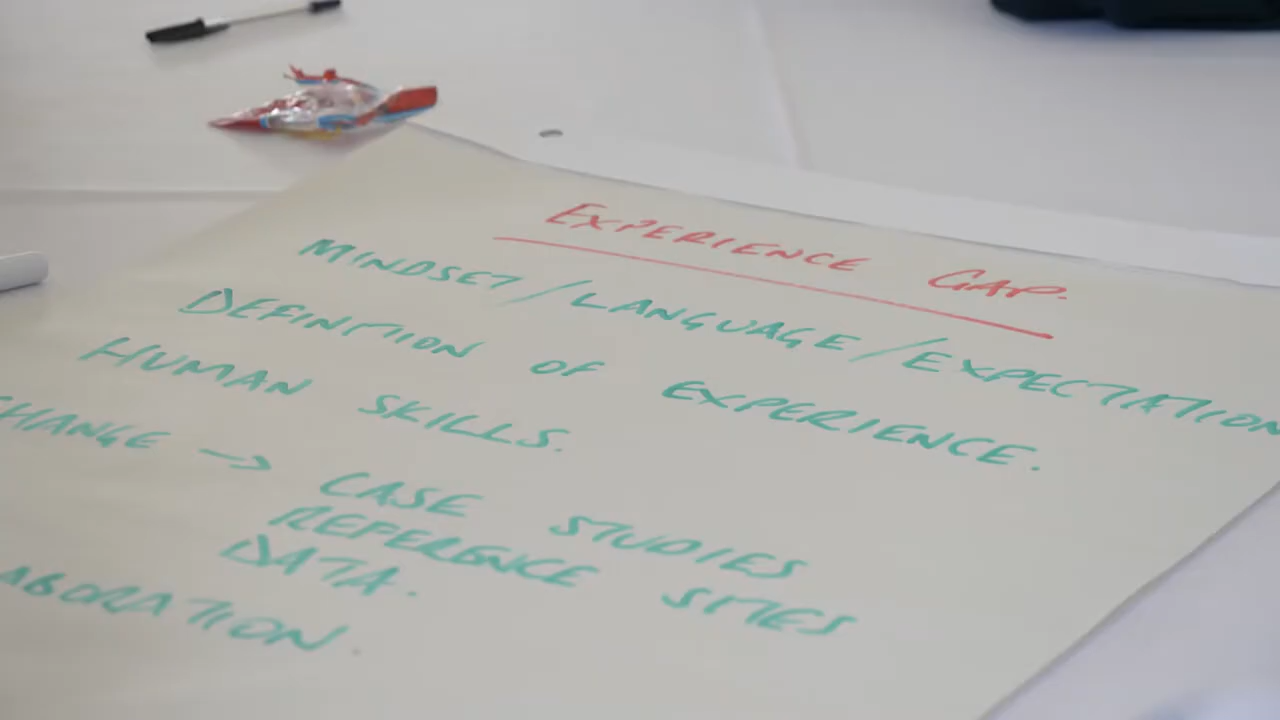 EXPERIENCE GAP.
MINDSET/LANGUAGE/EXPECTATION
DEFINITION OF EXPERIENCE.
HUMAN SKILLS.
CHANGE → CASE STUDIES
REFERENCE SITES
DATA.
ABORATION.